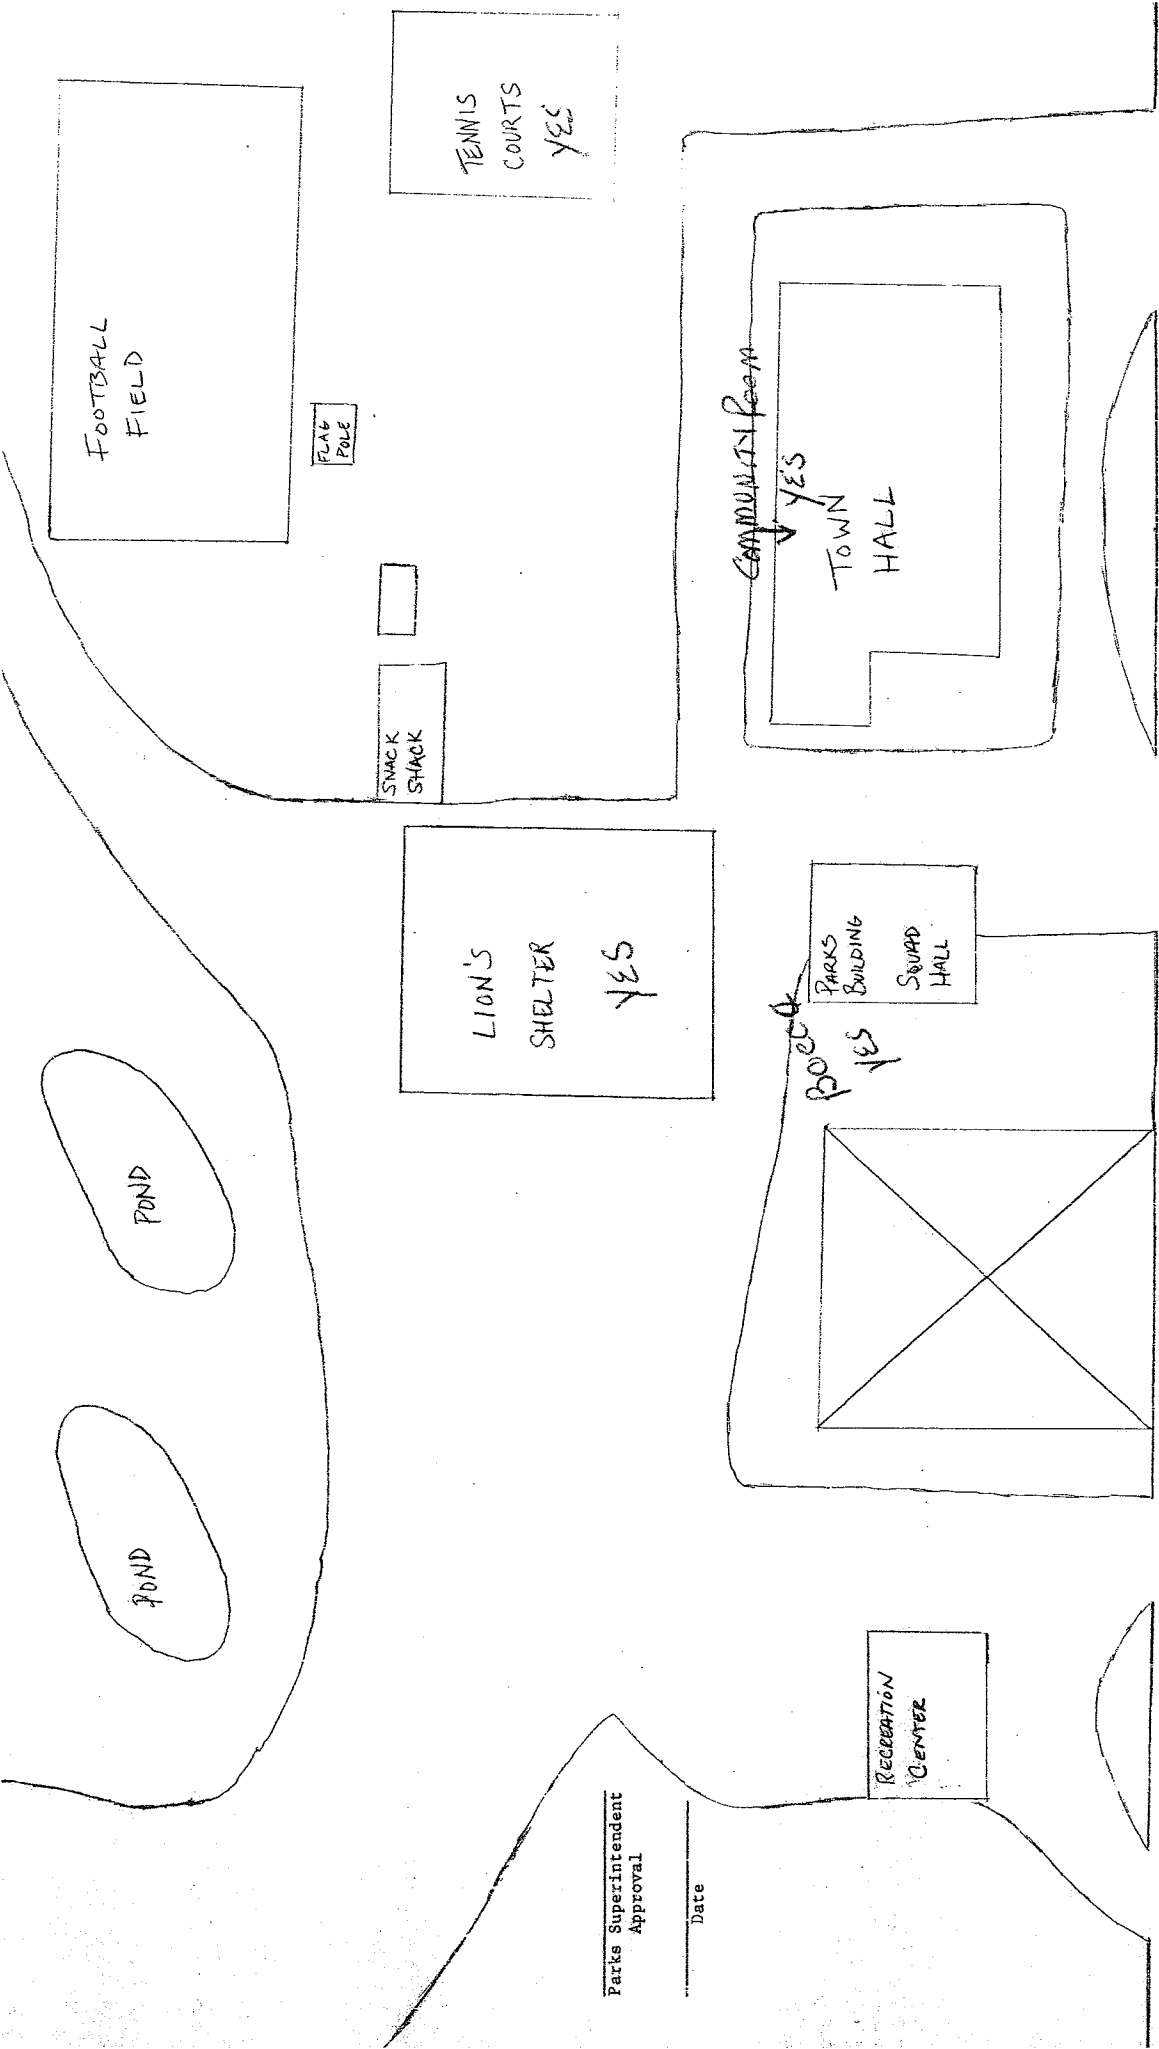 POND
POND
FOOTBALL
FIELD
FLAG
POLE
SNACK
SHACK
TENNIS
COURTS
YES
LION'S
SHELTER
YES
Parks Superintendent
Approval
Date
COMMUNITY ROOM
YES
TOWN
HALL
YES
PARKS
BUILDING
SQUAD
HALL
RECREATION
CENTER